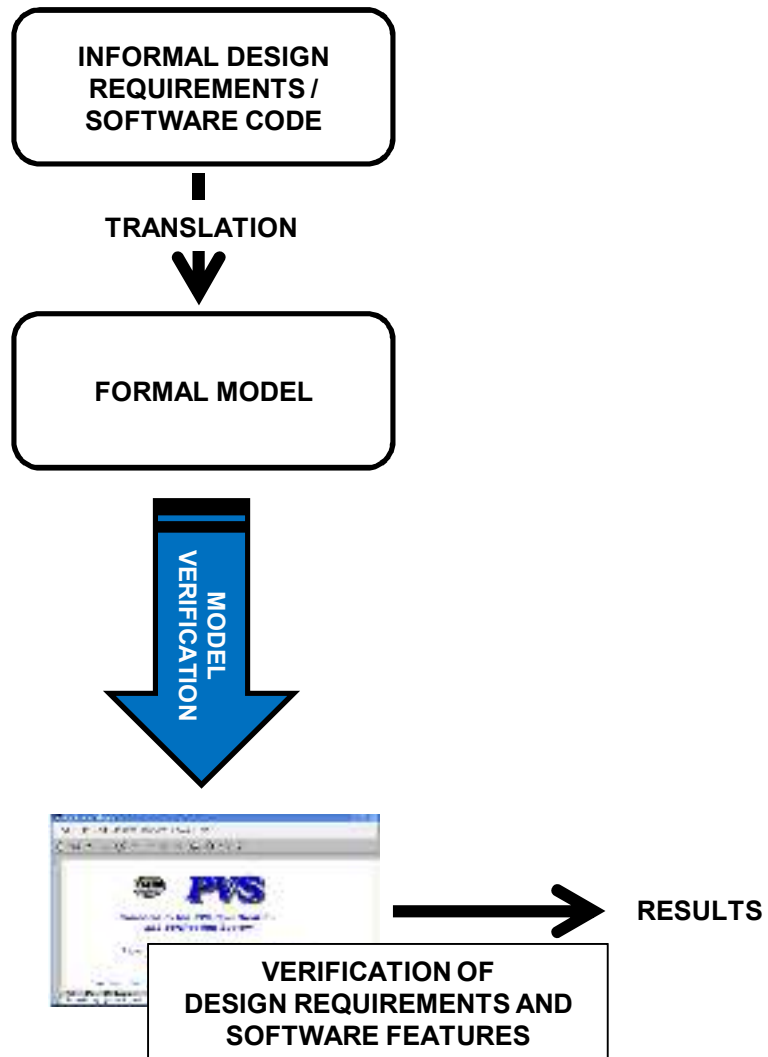 INFORMAL DESIGN
REQUIREMENTS /
SOFTWARE CODE
TRANSLATION
FORMAL MODEL
MODEL
VERIFICATION
PVS
RESULTS
VERIFICATION OF
DESIGN REQUIREMENTS AND
SOFTWARE FEATURES